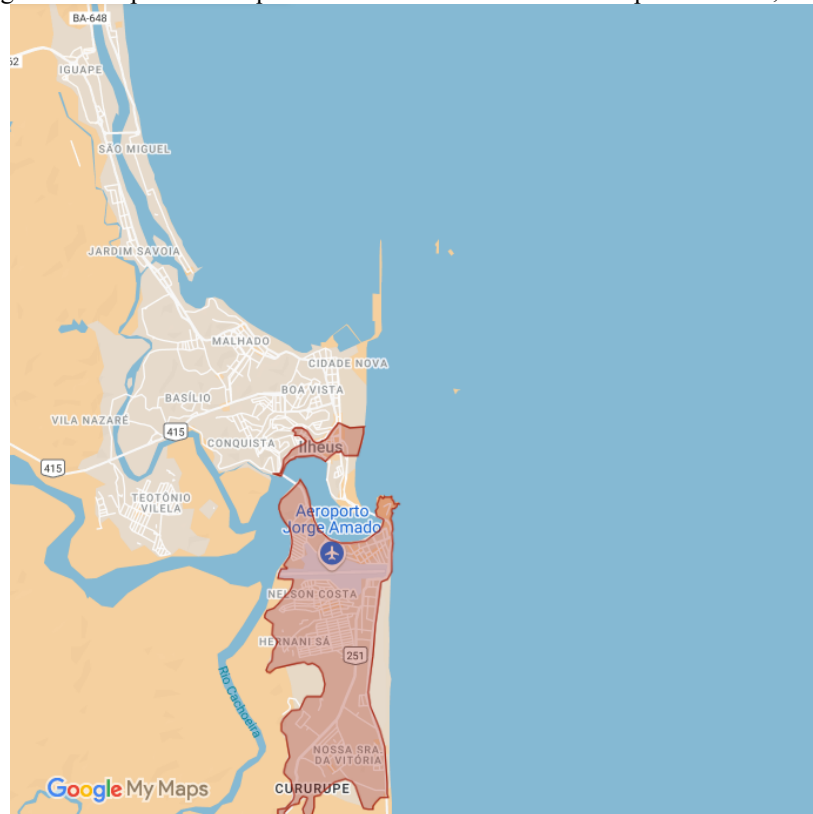 BA-648
IGUAPE
SÃO MIGUEL
JARDIM SAVOIA
MALHADO
CIDADE NOVA
BOA VISTA
BASÍLIO
VILA NAZARÉ
415
CONQUISTA
Ilheus
415
TEOTÔNIO
VILELA
Aeroporto
Jorge Amado
NELSON COSTA
HERNANI SÁ
251
Rio Cachoeira
NOSSA SRA.
DA VITÓRIA
Google My Maps
CURURUPE